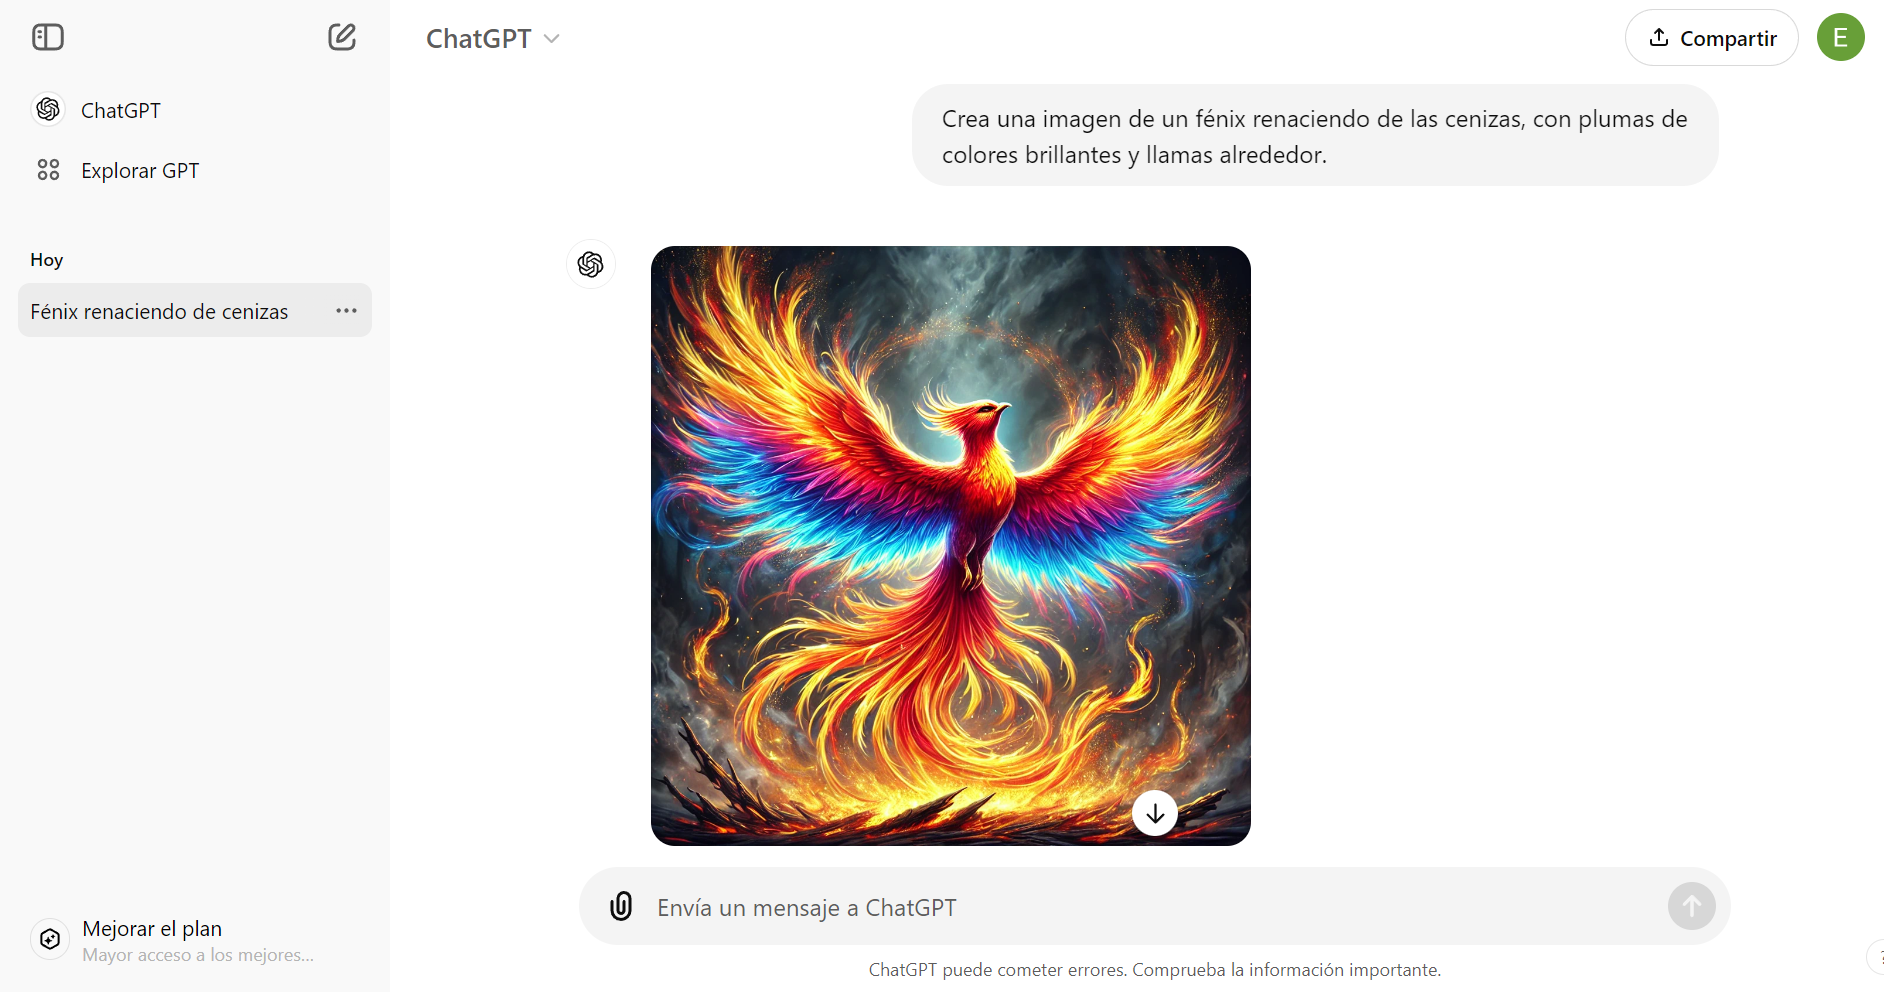 ChatGPT
Compartir
E
ChatGPT
Explorar GPT
Hoy
Fénix renaciendo de cenizas
Crea una imagen de un fénix renaciendo de las cenizas, con plumas de
colores brillantes y llamas alrededor.
Mejorar el plan
Mayor acceso a los mejores...
Envía un mensaje a ChatGPT
ChatGPT puede cometer errores. Comprueba la información importante.
?